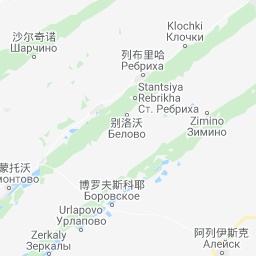 Klochki
Клочки
沙尔奇诺
Шарчино
列布里哈
Ребриха
Stantsiya
Rebrikha
Ст. Ребриха
别洛沃
Белово
Zimino
Зимино
蒙托沃
монтово
博罗夫斯科耶
Боровское
Urlapovo
Урлапово
阿列伊斯克
Алейск
Zerkaly
Зеркалы